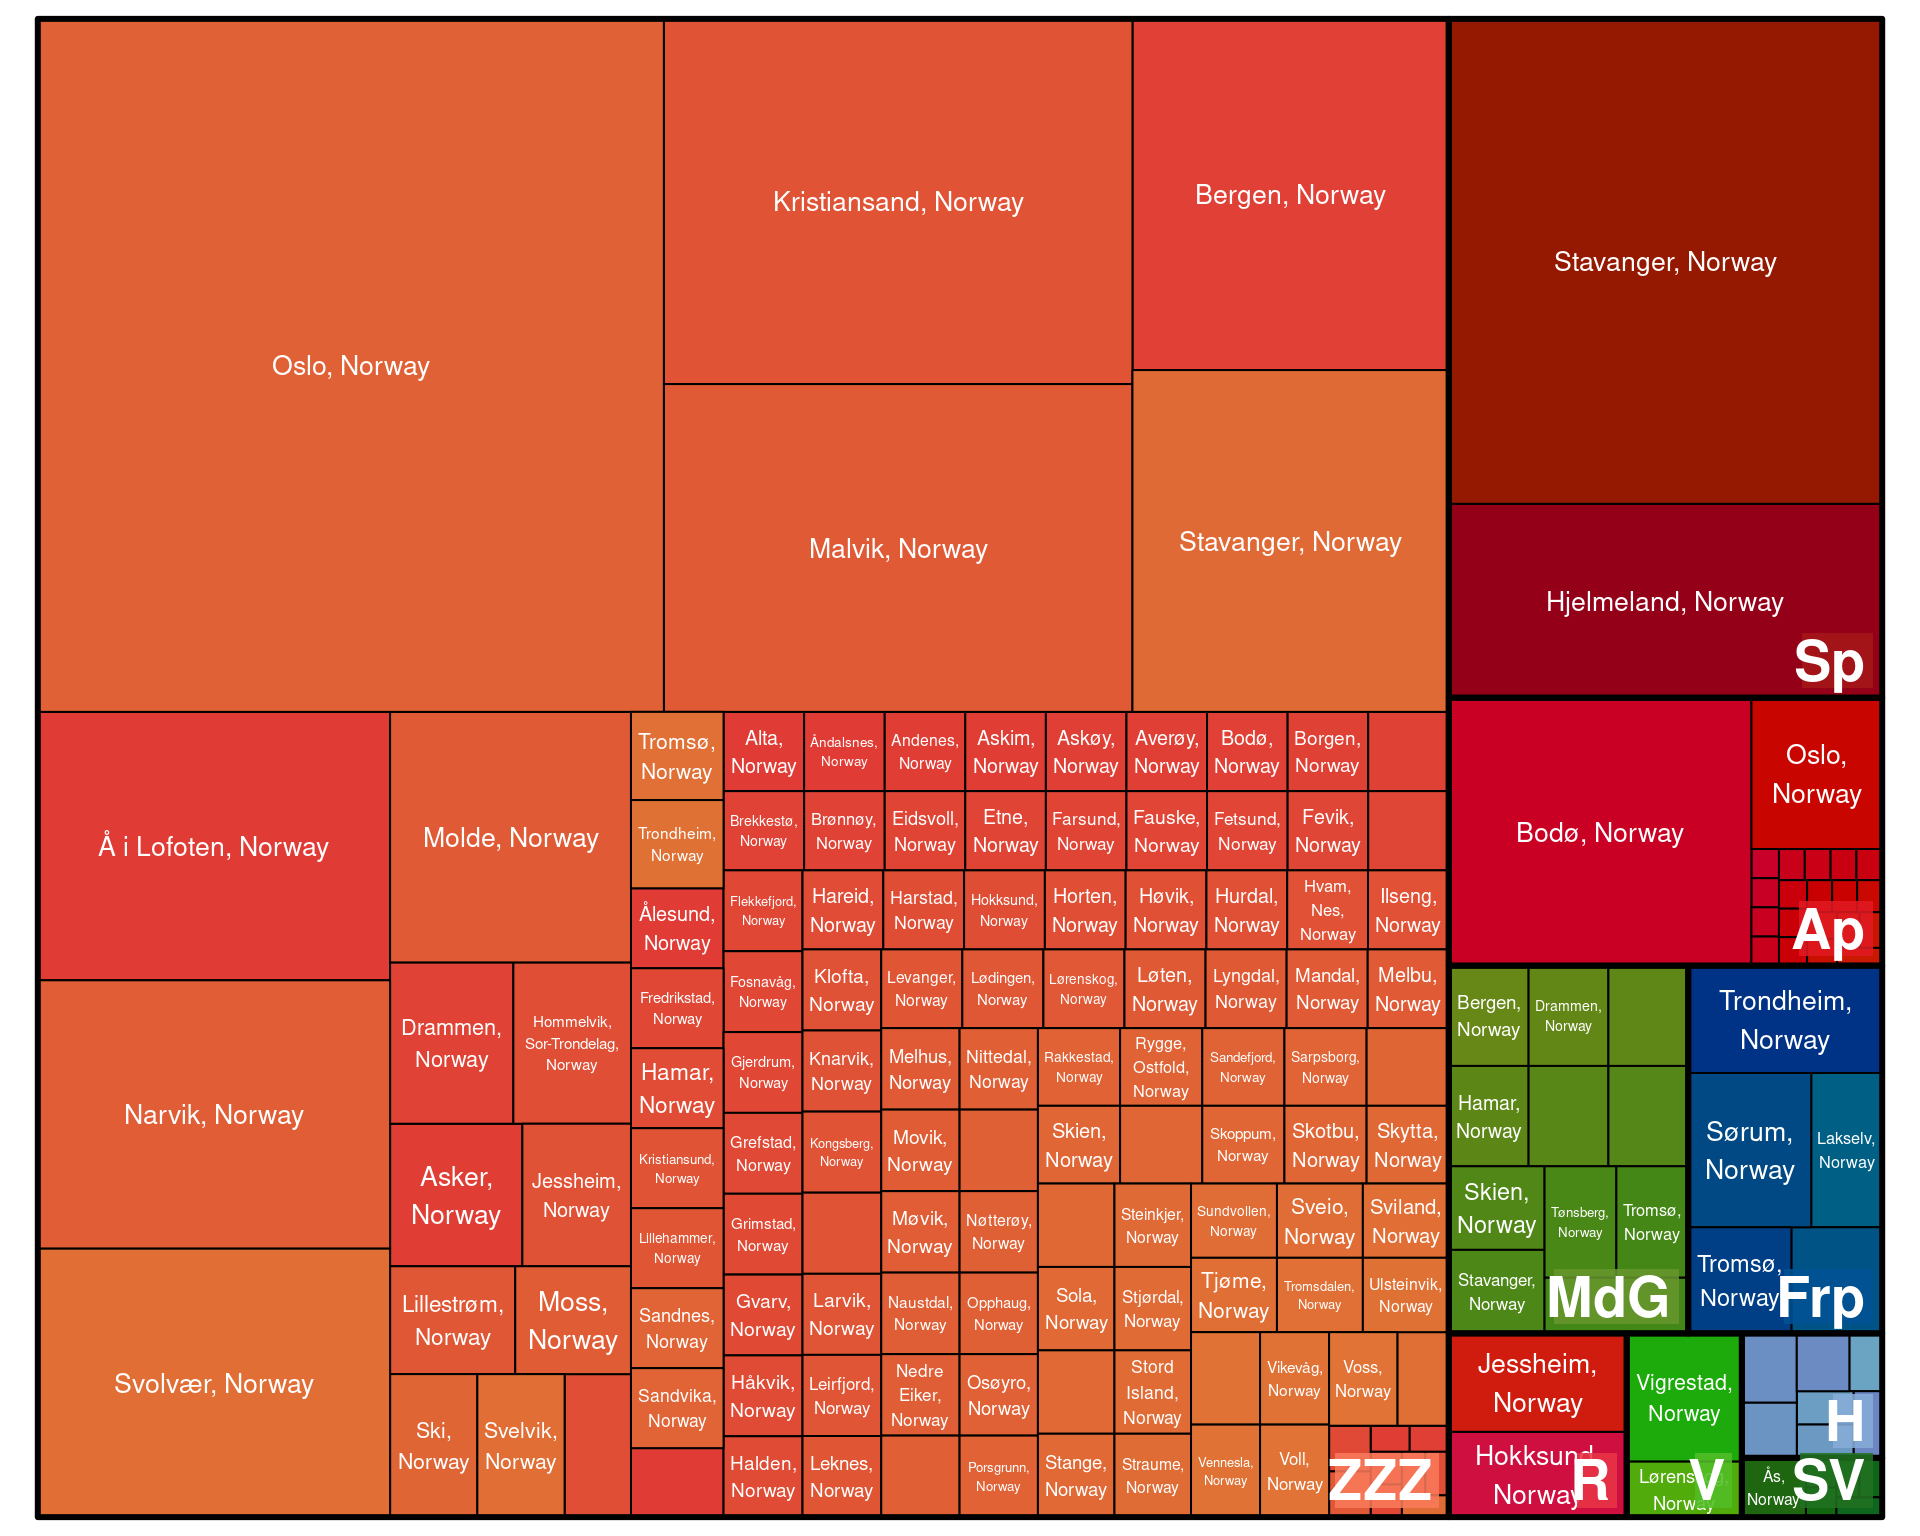 Oslo, Norway
Kristiansand, Norway
Bergen, Norway
Malvik, Norway
Stavanger, Norway
Å i Lofoten, Norway
Narvik, Norway
Svolvær, Norway
Molde, Norway
Drammen,
Norway
Hommelvik,
Sor-Trondelag,
Norway
Asker,
Norway
Jessheim,
Norway
Lillestrøm,
Norway
Moss,
Norway
Ski,
Norway
Svelvik,
Norway
Tromsø,
Norway
Trondheim,
Norway
Ålesund,
Norway
Fredrikstad,
Norway
Hamar,
Norway
Kristiansund,
Norway
Lillehammer,
Norway
Sandnes,
Norway
Sandvika,
Norway
Alta,
Norway
Åndalsnes,
Norway
Andenes,
Norway
Askim,
Norway
Askøy,
Norway
Averøy,
Norway
Bodø,
Norway
Borgen,
Norway
Brekkestø,
Norway
Brønnøy,
Norway
Eidsvoll,
Norway
Etne,
Norway
Farsund,
Norway
Fauske,
Norway
Fetsund,
Norway
Fevik,
Norway
Flekkefjord,
Norway
Hareid,
Norway
Harstad,
Norway
Hokksund,
Norway
Horten,
Norway
Høvik,
Norway
Hurdal,
Norway
Hvam,
Nes,
Norway
Ilseng,
Norway
Fosnavåg,
Norway
Klofta,
Norway
Levanger,
Norway
Lødingen,
Norway
Lørenskog,
Norway
Løten,
Norway
Lyngdal,
Norway
Mandal,
Norway
Melbu,
Norway
Gjerdrum,
Norway
Knarvik,
Norway
Melhus,
Norway
Nittedal,
Norway
Rakkestad,
Norway
Rygge,
Ostfold,
Norway
Sandefjord,
Norway
Sarpsborg,
Norway
Grefstad,
Norway
Kongsberg,
Norway
Movik,
Norway
Skien,
Norway
Skoppum,
Norway
Skotbu,
Norway
Skytta,
Norway
Grimstad,
Norway
Møvik,
Norway
Nøtterøy,
Norway
Steinkjer,
Norway
Sundvollen,
Norway
Sveio,
Norway
Sviland,
Norway
Gvarv,
Norway
Larvik,
Norway
Naustdal,
Norway
Opphaug,
Norway
Sola,
Norway
Stjørdal,
Norway
Tjøme,
Norway
Tromsdalen,
Norway
Ulsteinvik,
Norway
Håkvik,
Norway
Leirfjord,
Norway
Nedre
Eiker,
Norway
Osøyro,
Norway
Stord
Island,
Norway
Vikevåg,
Norway
Voss,
Norway
Halden,
Norway
Leknes,
Norway
Porsgrunn,
Norway
Stange,
Norway
Straume,
Norway
Vennesla,
Norway
Voll,
Norway
ZZZ
Stavanger, Norway
Hjelmeland, Norway
Sp
Bodø, Norway
Oslo,
Norway
Ap
Bergen,
Norway
Drammen,
Norway
Hamar,
Norway
Skien,
Norway
Tønsberg,
Norway
Tromsø,
Norway
Stavanger,
Norway
MdG
Trondheim,
Norway
Sørum,
Norway
Lakselv,
Norway
Tromsø,
Norway
Frp
Jessheim,
Norway
Hokksund,
Norway
R
Vigrestad,
Norway
Norway
V
H
Ås,
Norway
SV